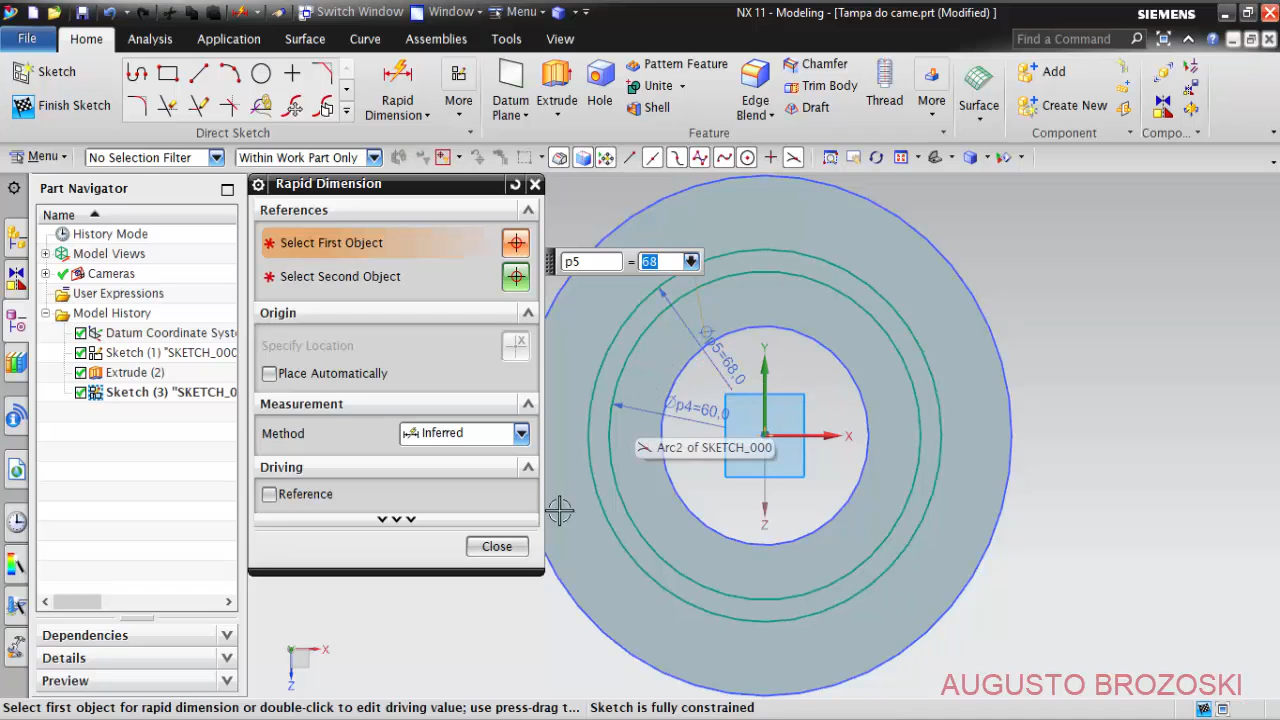 Switch Window
Window
Menu
NX 11 - Modeling - [Tampa do came.prt (Modified) ]
SIEMENS
File
Home
Analysis
Application
Surface
Curve
Assemblies
Tools
View
Find a Command
Sketch
Finish Sketch
Direct Sketch
Rapid Dimension
More
Datum Plane
Extrude
Hole
Pattern Feature
Unite
Shell
Edge Blend
Chamfer
Trim Body
Draft
Thread
More
Feature
Surface
Add
Create New
Component
Compo...
Menu
No Selection Filter
Within Work Part Only
Part Navigator
Name
History Mode
Model Views
Cameras
User Expressions
Model History
Datum Coordinate Syst
Sketch (1) "SKETCH_000
Extrude (2)
Sketch (3) "SKETCH_0
Dependencies
Details
Preview
Rapid Dimension
References
Select First Object
Select Second Object
Origin
Specify Location
Place Automatically
Measurement
Method
Inferred
Driving
Reference
Close
p5 = 68
Øp5=68,0
Øp4=60,0
Y
X
Z
Arc2 of SKETCH_000
X
Z
AUGUSTO BROZOSKI
Select first object for rapid dimension or double-click to edit driving value; use press-drag t...
Sketch is fully constrained